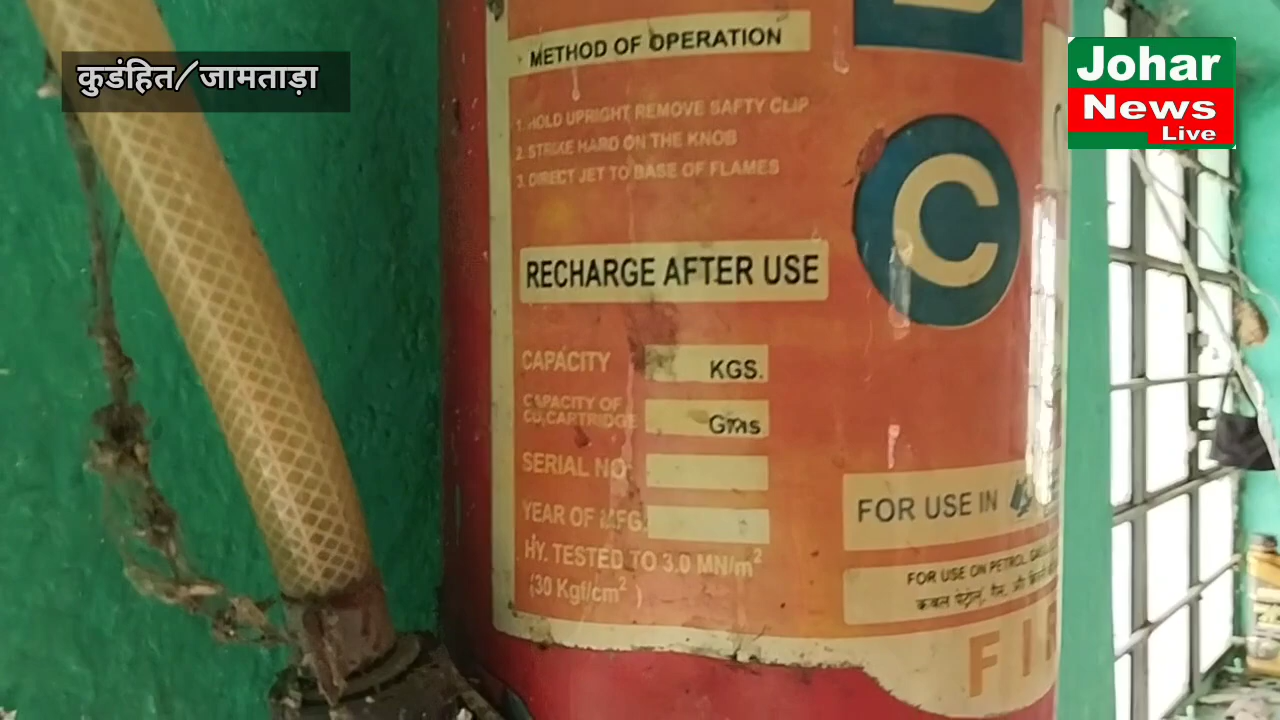 कुडंहित/जामताड़ा
Johar
News
Live
METHOD OF OPERATION
1. HOLD UPRIGHT REMOVE SAFTY CLIP
2. STRIKE HARD ON THE KNOB
3. DIRECT JET TO BASE OF FLAMES
C
RECHARGE AFTER USE
CAPACITY KGS.
CAPACITY OF
CO2 CARTRIDGE Gms
SERIAL NO.
YEAR OF MFG.
HY. TESTED TO 3.0 MN/m²
(30 Kgf/cm² )
FOR USE IN
FOR USE ON PETROL,
केवल पेट्रोल, गैस, और
FIR